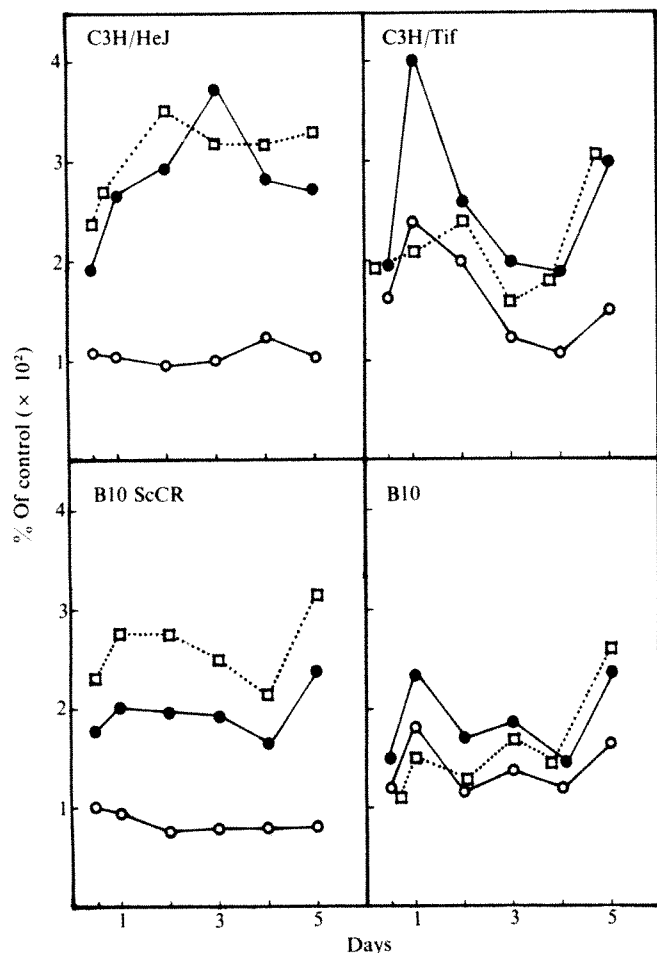 C3H/HeJ
C3H/Tif
4
3
2
1
% Of control (× 10²)
B10 ScCR
B10
4
3
2
1
1
3
5
1
3
5
Days